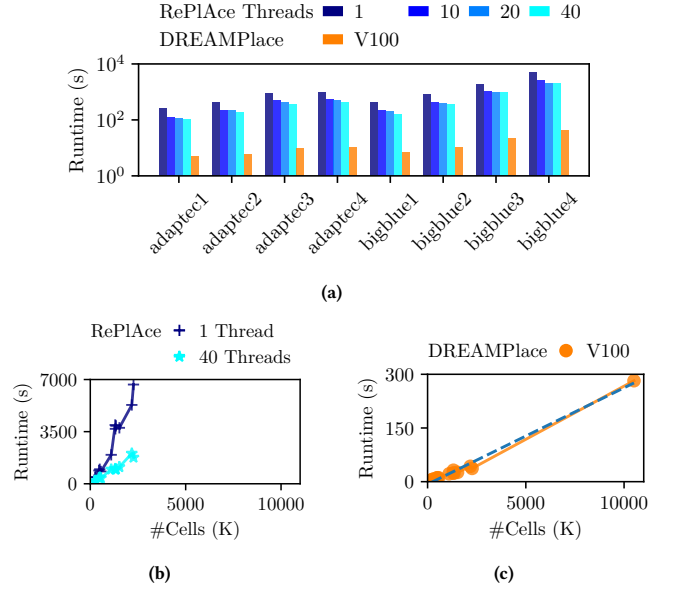 RePlAce Threads 1 10 20 40
DREAMPlace V100
Runtime (s)
10^4
10^2
10^0
adaptec1 adaptec2 adaptec3 adaptec4 bigblue1 bigblue2 bigblue3 bigblue4
(a)
RePlAce 1 Thread
40 Threads
Runtime (s)
7000
3500
0
0 5000 10000
#Cells (K)
(b)
DREAMPlace V100
Runtime (s)
300
150
0
0 5000 10000
#Cells (K)
(c)